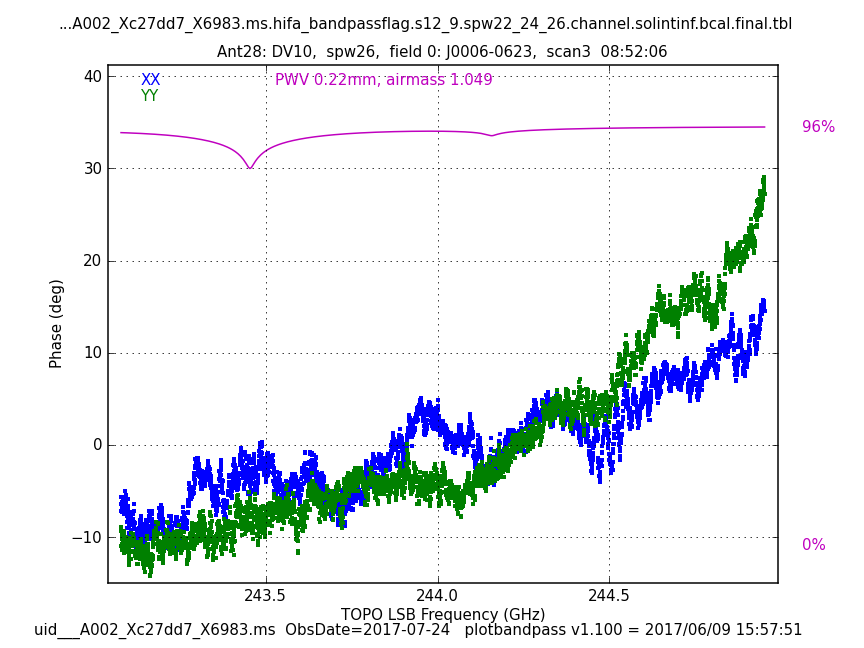 ...A002_Xc27dd7_X6983.ms.hifa_bandpassflag.s12_9.spw22_24_26.channel.solintinf.bcal.final.tbl
Ant28: DV10, spw26, field 0: J0006-0623, scan3 08:52:06
XX
YY
PWV 0.22mm, airmass 1.049
40
30
20
10
0
−10
Phase (deg)
96%
0%
243.5
244.0
244.5
TOPO LSB Frequency (GHz)
uid___A002_Xc27dd7_X6983.ms ObsDate=2017-07-24 plotbandpass v1.100 = 2017/06/09 15:57:51